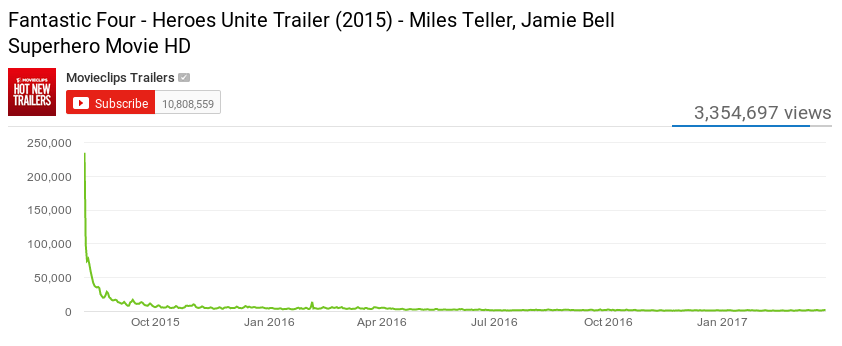 Fantastic Four - Heroes Unite Trailer (2015) - Miles Teller, Jamie Bell
Superhero Movie HD
MOVIECLIPS
HOT NEW
TRAILERS
Movieclips Trailers
Subscribe 10,808,559
3,354,697 views
250,000
200,000
150,000
100,000
50,000
0
Oct 2015 Jan 2016 Apr 2016 Jul 2016 Oct 2016 Jan 2017